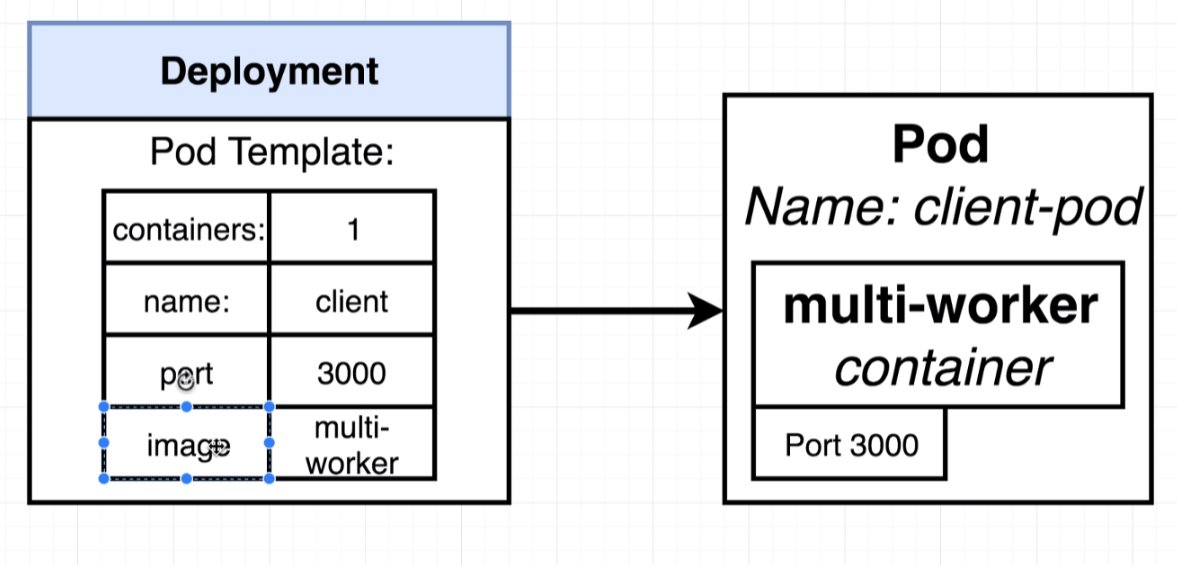 Deployment
Pod Template:
containers: 1
name: client
port 3000
image multi-
worker
Pod
Name: client-pod
multi-worker
container
Port 3000